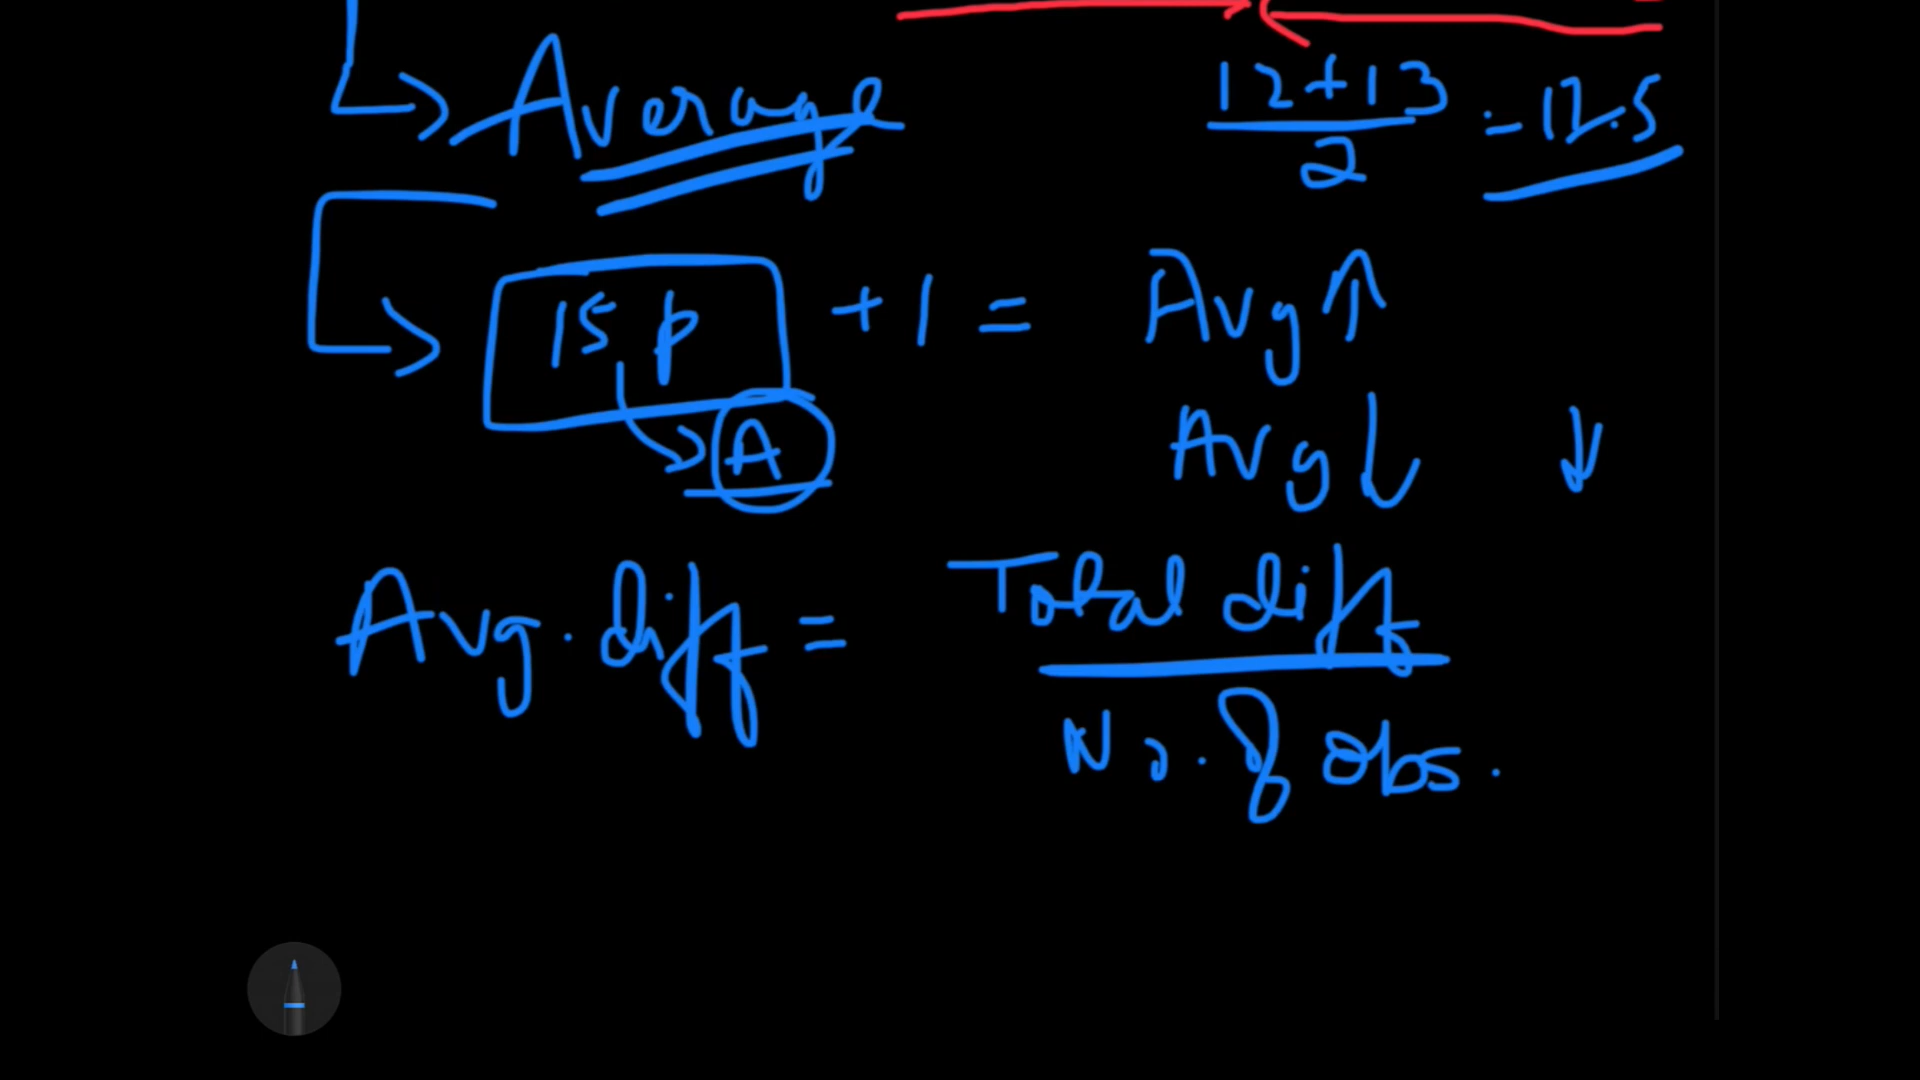 Average
12+13 / 2 = 12.5
15 p + 1 = Avg ↑
A
Avg ↓ ↓
Avg. diff = Total diff / No. of obs.